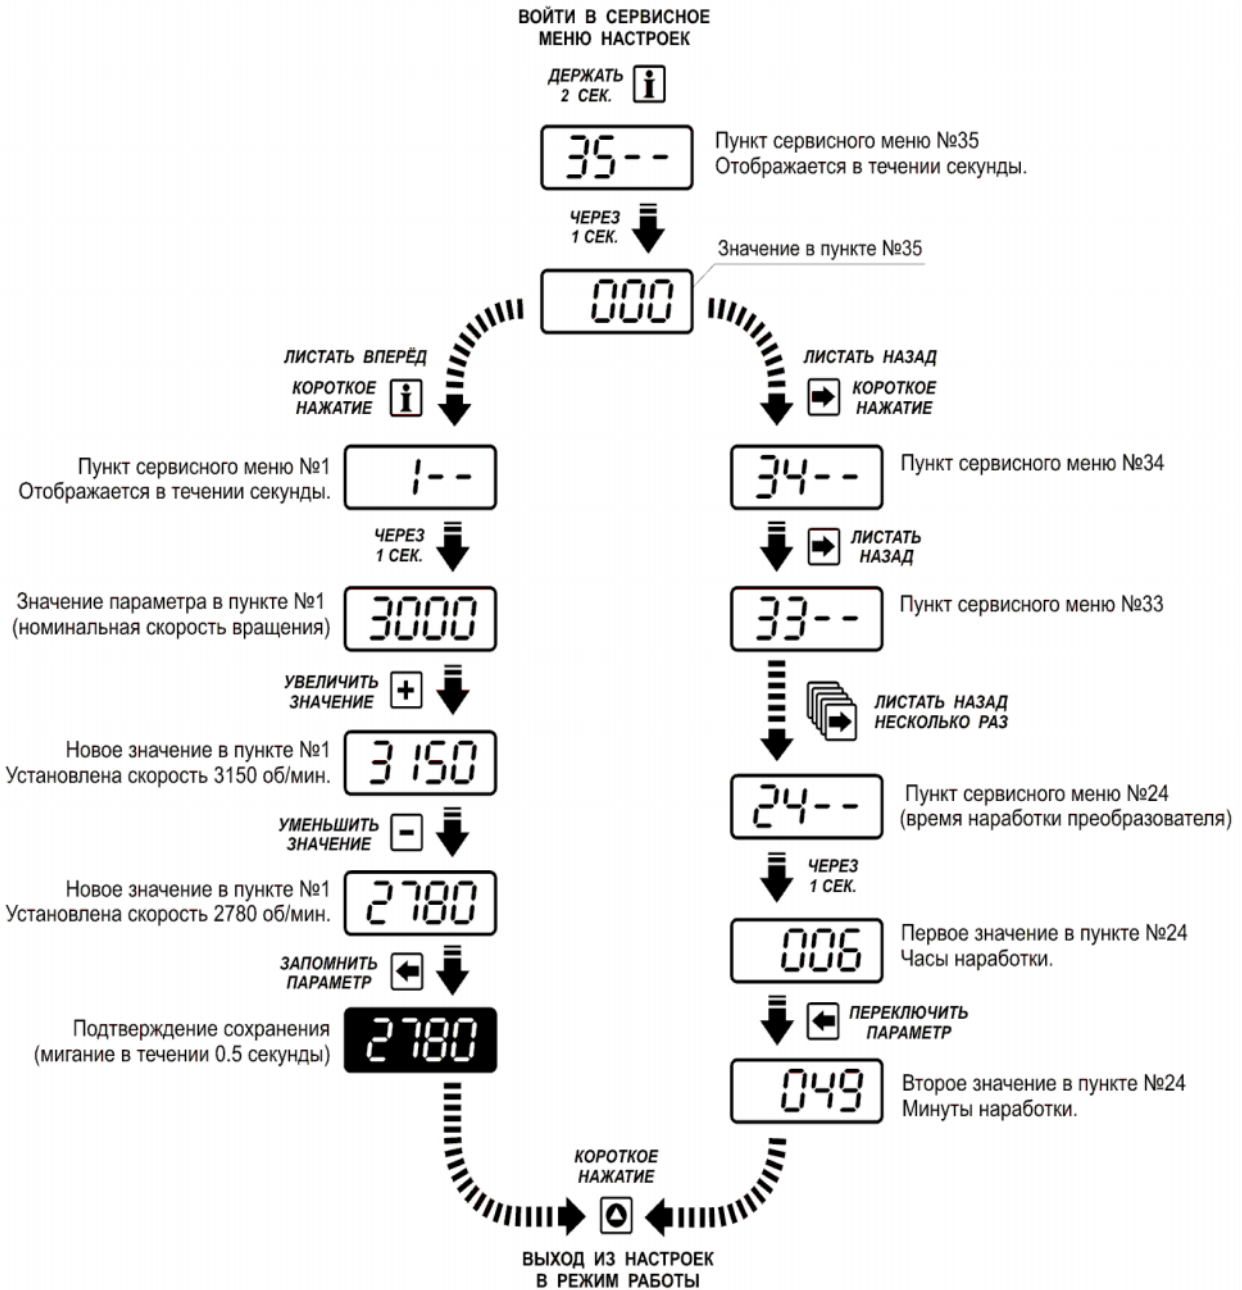 ВОЙТИ В СЕРВИСНОЕ
МЕНЮ НАСТРОЕК
ДЕРЖАТЬ
2 СЕК.
35--
Пункт сервисного меню №35
Отображается в течении секунды.
ЧЕРЕЗ
1 СЕК.
Значение в пункте №35
000
ЛИСТАТЬ ВПЕРЁД
КОРОТКОЕ
НАЖАТИЕ
Пункт сервисного меню №1
Отображается в течении секунды.
1--
ЧЕРЕЗ
1 СЕК.
Значение параметра в пункте №1
(номинальная скорость вращения)
3000
УВЕЛИЧИТЬ
ЗНАЧЕНИЕ
+
Новое значение в пункте №1
Установлена скорость 3150 об/мин.
3150
УМЕНЬШИТЬ
ЗНАЧЕНИЕ
-
Новое значение в пункте №1
Установлена скорость 2780 об/мин.
2780
ЗАПОМНИТЬ
ПАРАМЕТР
Подтверждение сохранения
(мигание в течении 0.5 секунды)
2780
ЛИСТАТЬ НАЗАД
КОРОТКОЕ
НАЖАТИЕ
34--
Пункт сервисного меню №34
ЛИСТАТЬ
НАЗАД
33--
Пункт сервисного меню №33
ЛИСТАТЬ НАЗАД
НЕСКОЛЬКО РАЗ
24--
Пункт сервисного меню №24
(время наработки преобразователя)
ЧЕРЕЗ
1 СЕК.
006
Первое значение в пункте №24
Часы наработки.
ПЕРЕКЛЮЧИТЬ
ПАРАМЕТР
049
Второе значение в пункте №24
Минуты наработки.
КОРОТКОЕ
НАЖАТИЕ
ВЫХОД ИЗ НАСТРОЕК
В РЕЖИМ РАБОТЫ